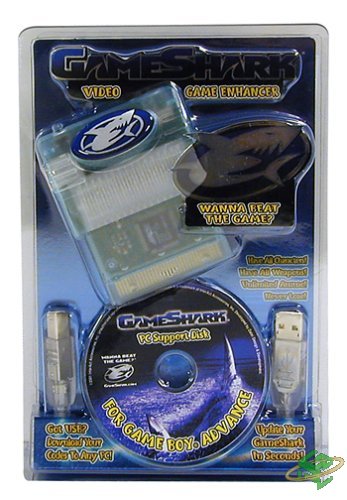 GAMESHARK
VIDEO GAME ENHANCER
WANNA BEAT
THE GAME?
Have All Characters!
Have All Weapons!
Unlimited Ammo!
Never Lose!
GAMESHARK
PC Support Disk
WANNA BEAT
THE GAME?
GameShark.com
FOR GAME BOY. ADVANCE
Got USB?
Download Your
Codes To Any PC!
Update Your
GameShark
In Seconds!